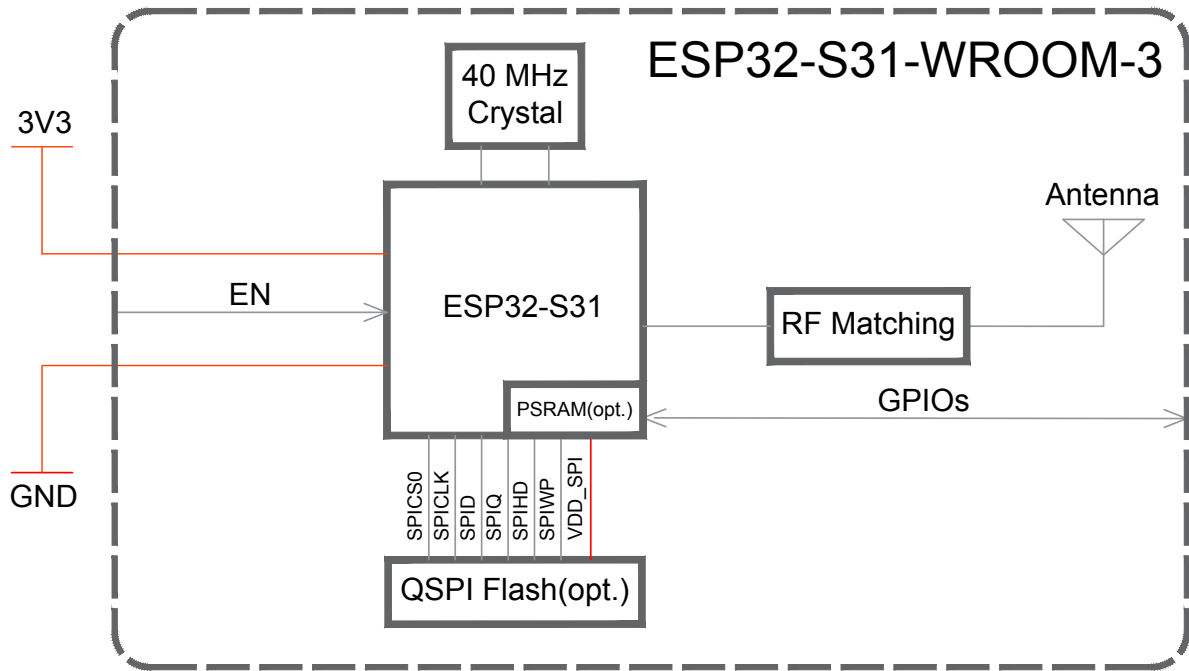 ESP32-S31-WROOM-3
40 MHz
Crystal
3V3
Antenna
EN
ESP32-S31
RF Matching
PSRAM(opt.)
GPIOs
GND
SPICS0
SPICLK
SPID
SPIQ
SPIHD
SPIWP
VDD_SPI
QSPI Flash(opt.)